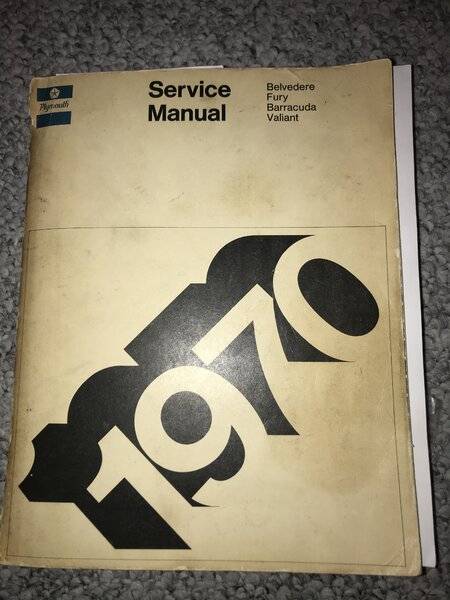 Plymouth
Service
Manual
Belvedere
Fury
Barracuda
Valiant
1970